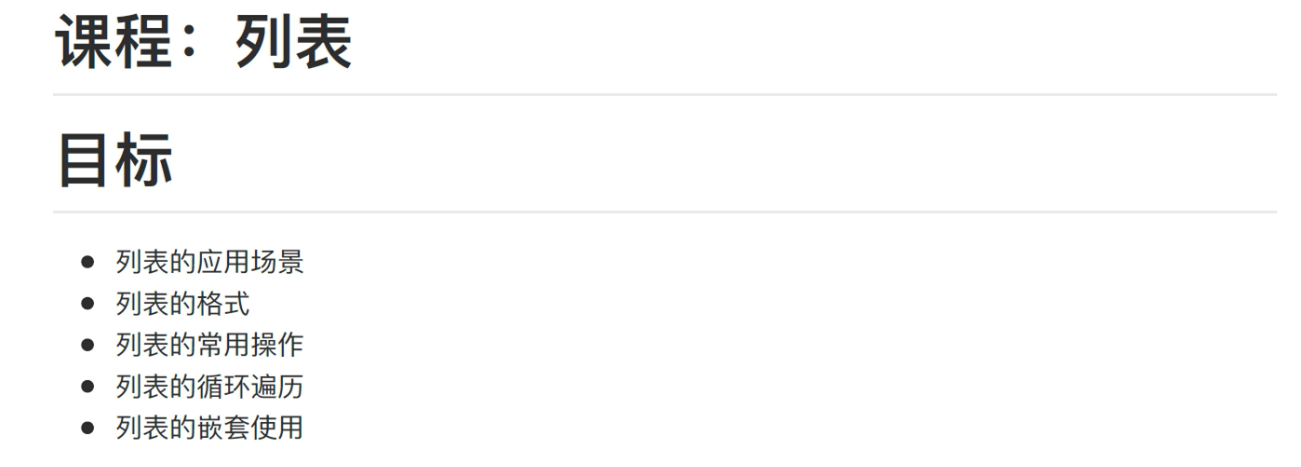 课程：列表
目标
列表的应用场景
列表的格式
列表的常用操作
列表的循环遍历
列表的嵌套使用